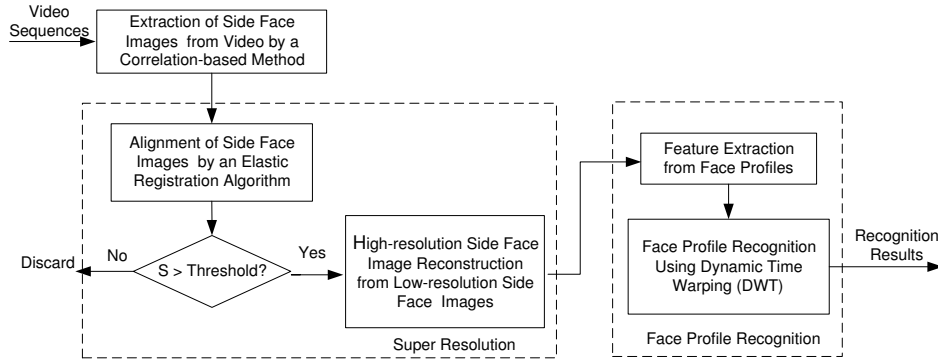 Video
Sequences
Extraction of Side Face
Images from Video by a
Correlation-based Method
Alignment of Side Face
Images by an Elastic
Registration Algorithm
S > Threshold?
No
Discard
Yes
High-resolution Side Face
Image Reconstruction
from Low-resolution Side
Face Images
Super Resolution
Feature Extraction
from Face Profiles
Face Profile Recognition
Using Dynamic Time
Warping (DWT)
Face Profile Recognition
Recognition
Results